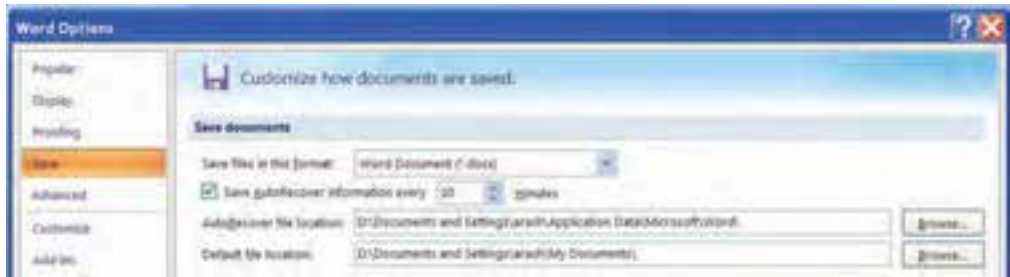 Word Options
Popular
Display
Proofing
Save
Advanced
Customize
Add-Ins
Customize how documents are saved.
Save documents
Save files in this format: Word Document (*.docx)
Save AutoRecover information every 10 minutes
AutoRecover file location: D:\Documents and Settings\arash\Application Data\Microsoft\Word\ Browse...
Default file location: D:\Documents and Settings\arash\My Documents\ Browse...